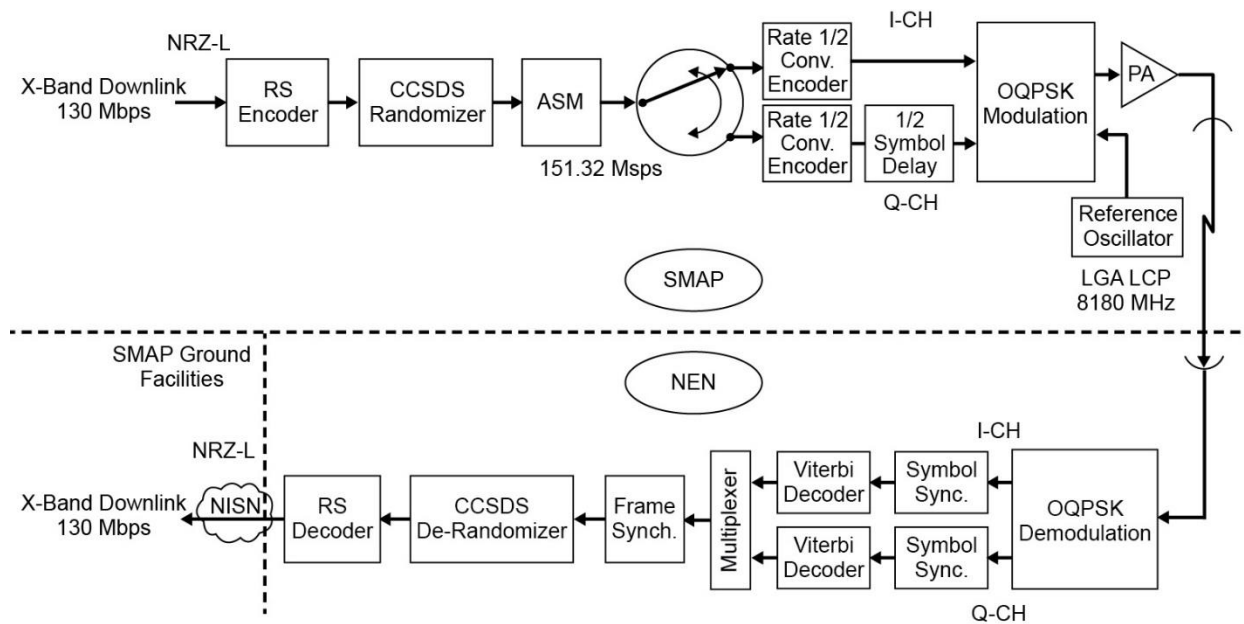 NRZ-L
X-Band Downlink
130 Mbps
RS
Encoder
CCSDS
Randomizer
ASM
151.32 Msps
Rate 1/2
Conv.
Encoder
I-CH
Rate 1/2
Conv.
Encoder
1/2
Symbol
Delay
Q-CH
OQPSK
Modulation
PA
Reference
Oscillator
LGA LCP
8180 MHz
SMAP
SMAP Ground
Facilities
NEN
NRZ-L
X-Band Downlink
130 Mbps
NISN
RS
Decoder
CCSDS
De-Randomizer
Frame
Synch.
Multiplexer
Viterbi
Decoder
Symbol
Sync.
I-CH
Viterbi
Decoder
Symbol
Sync.
Q-CH
OQPSK
Demodulation